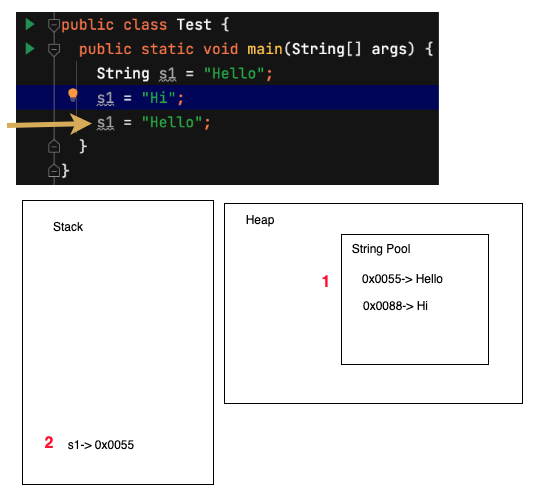 public class Test {
public static void main(String[] args) {
String s1 = "Hello";
s1 = "Hi";
s1 = "Hello";
}
}
Stack
Heap
String Pool
1
0x0055-> Hello
0x0088-> Hi
2
s1-> 0x0055